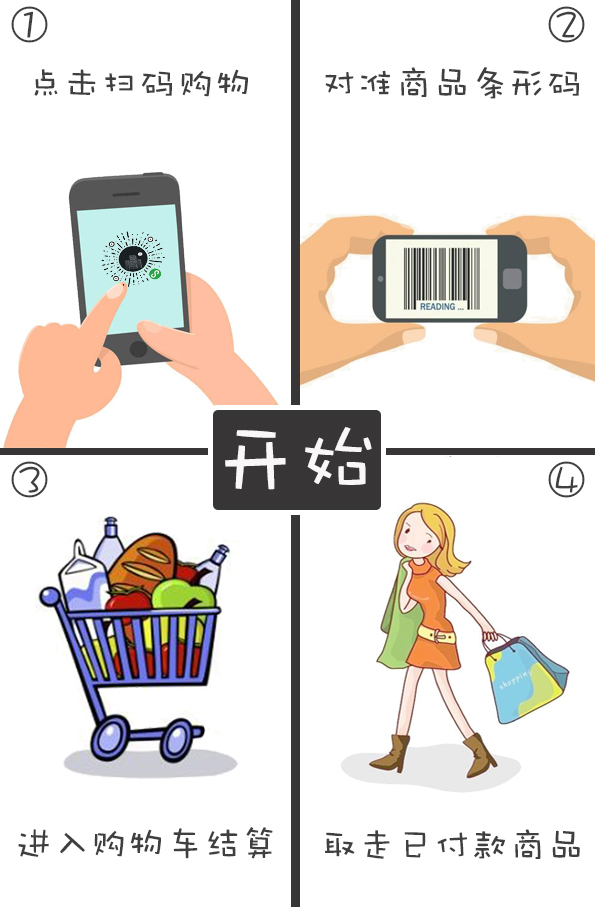 ①
点击扫码购物
②
对准商品条形码
READING ...
开始
③
进入购物车结算
④
shopping
取走已付款商品